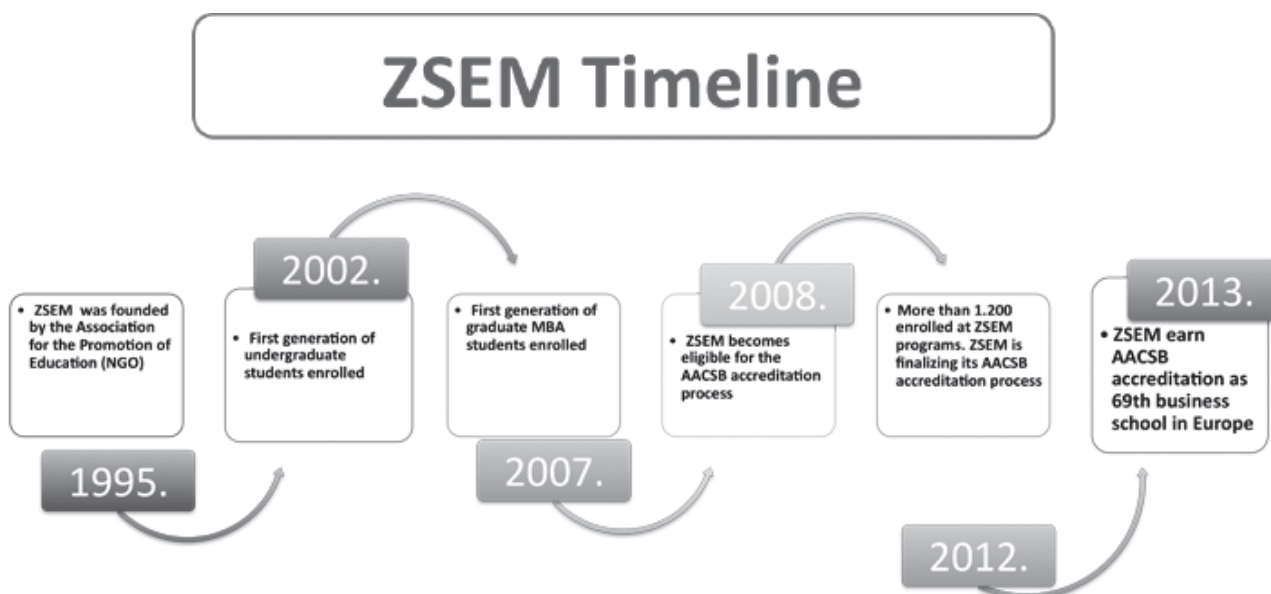 ZSEM Timeline
• ZSEM was founded
by the Association
for the Promotion of
Education (NGO)
1995.
2002.
• First generation of
undergraduate
students enrolled
• First generation of
graduate MBA
students enrolled
2007.
2008.
• ZSEM becomes
eligible for the
AACSB accreditation
process
• More than 1.200
enrolled at ZSEM
programs. ZSEM is
finalizing its AACSB
accreditation process
2012.
2013.
• ZSEM earn
AACSB
accreditation as
69th business
school in Europe